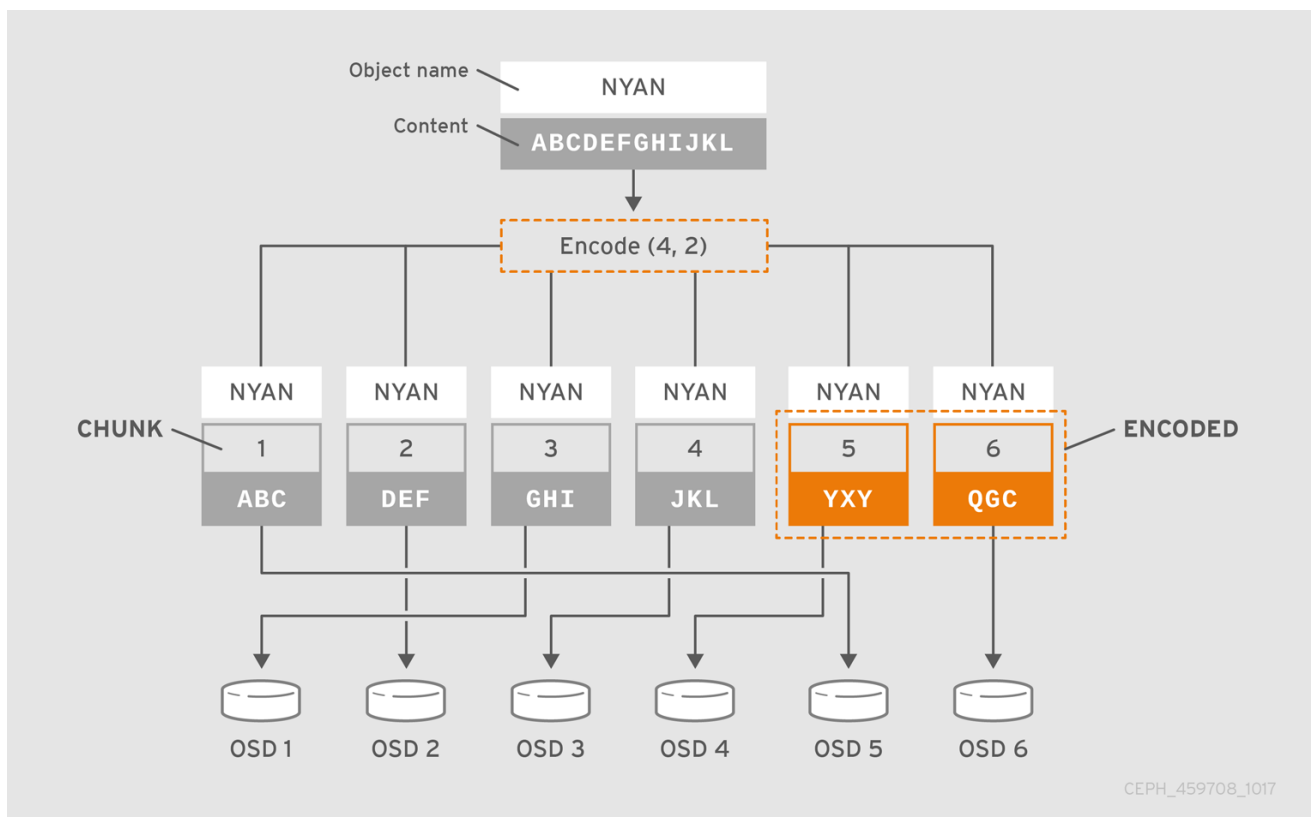 Object name
NYAN
Content
ABCDEFGHIJKL
Encode (4, 2)
NYAN NYAN NYAN NYAN NYAN NYAN
CHUNK 1 2 3 4 5 6 ENCODED
ABC DEF GHI JKL YXY QGC
OSD 1 OSD 2 OSD 3 OSD 4 OSD 5 OSD 6
CEPH_459708_1017